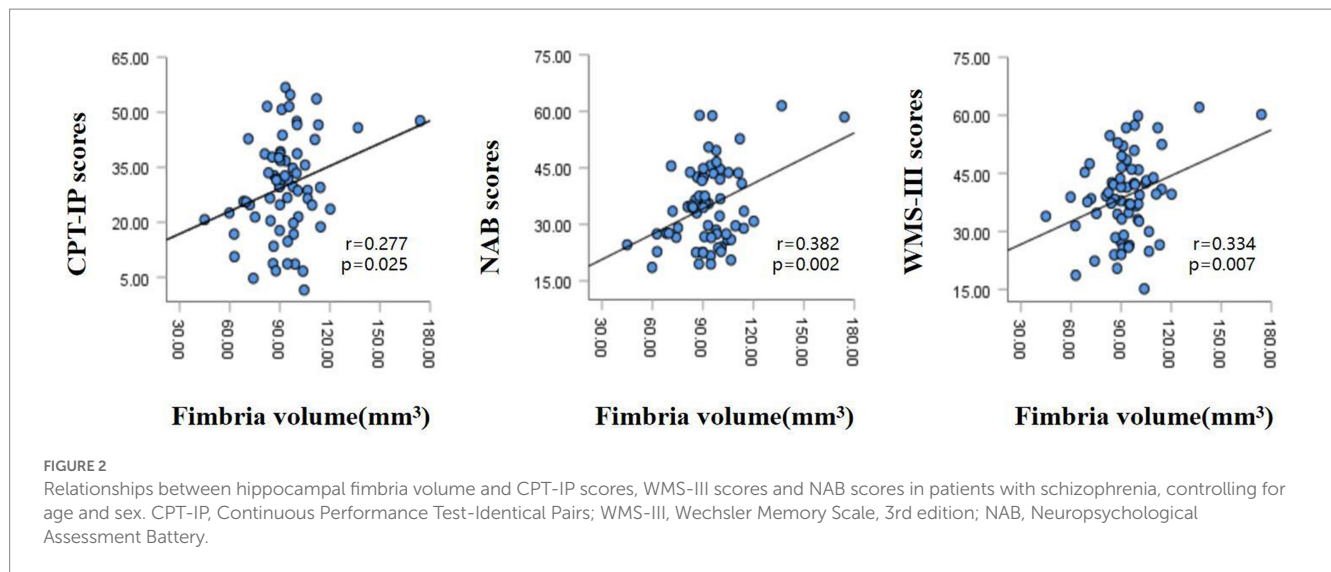 CPT-IP scores
65.00
50.00
35.00
20.00
5.00
r=0.277
p=0.025
30.00
60.00
90.00
120.00
150.00
180.00
Fimbria volume(mm³)
NAB scores
75.00
60.00
45.00
30.00
15.00
r=0.382
p=0.002
30.00
60.00
90.00
120.00
150.00
180.00
Fimbria volume(mm³)
WMS-III scores
75.00
60.00
45.00
30.00
15.00
r=0.334
p=0.007
30.00
60.00
90.00
120.00
150.00
180.00
Fimbria volume(mm³)
FIGURE 2
Relationships between hippocampal fimbria volume and CPT-IP scores, WMS-III scores and NAB scores in patients with schizophrenia, controlling for
age and sex. CPT-IP, Continuous Performance Test-Identical Pairs; WMS-III, Wechsler Memory Scale, 3rd edition; NAB, Neuropsychological
Assessment Battery.